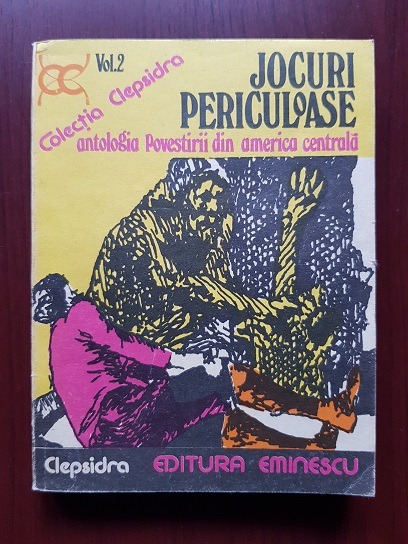 Vol.2
Colecția Clepsidra
JOCURI
PERICULOASE
antologia Povestirii din america centrală
Clepsidra EDITURA EMINESCU